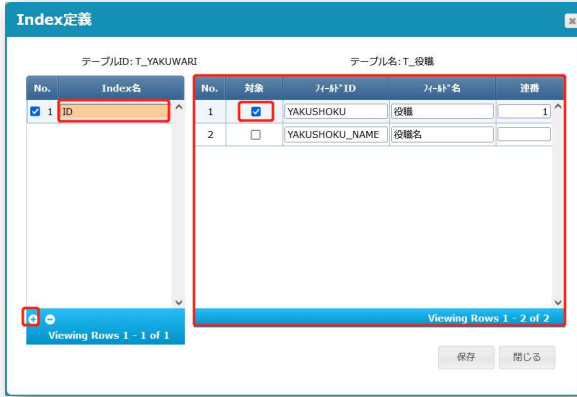 Index定義
テーブルID: T_YAKUWARI テーブル名: T_役職
No. Index名
1 ID
Viewing Rows 1 - 1 of 1
No. 対象 ﾌｨｰﾙﾄﾞID ﾌｨｰﾙﾄﾞ名 連番
1 YAKUSHOKU 役職 1
2 YAKUSHOKU_NAME 役職名
Viewing Rows 1 - 2 of 2
保存 閉じる